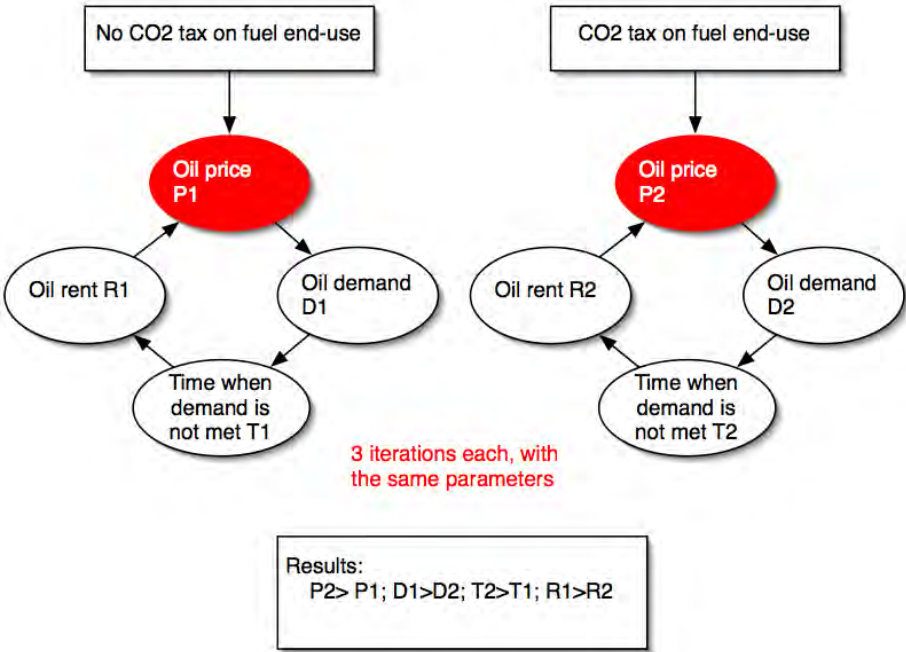 No CO2 tax on fuel end-use
CO2 tax on fuel end-use
Oil price
P1
Oil price
P2
Oil rent R1
Oil demand
D1
Oil rent R2
Oil demand
D2
Time when
demand is
not met T1
Time when
demand is
not met T2
3 iterations each, with
the same parameters
Results:
P2> P1; D1>D2; T2>T1; R1>R2